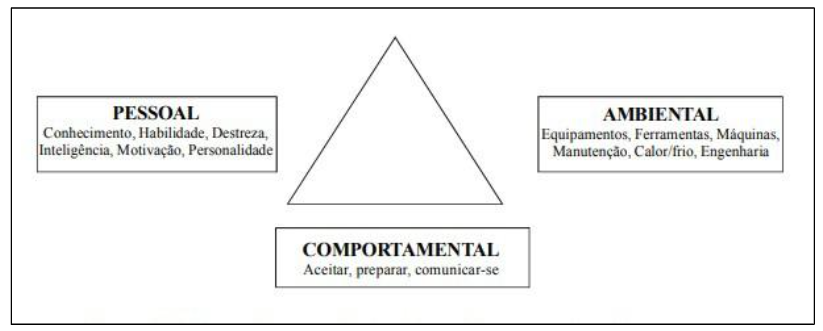 PESSOAL
Conhecimento, Habilidade, Destreza,
Inteligência, Motivação, Personalidade
AMBIENTAL
Equipamentos, Ferramentas, Máquinas,
Manutenção, Calor/frio, Engenharia
COMPORTAMENTAL
Aceitar, preparar, comunicar-se